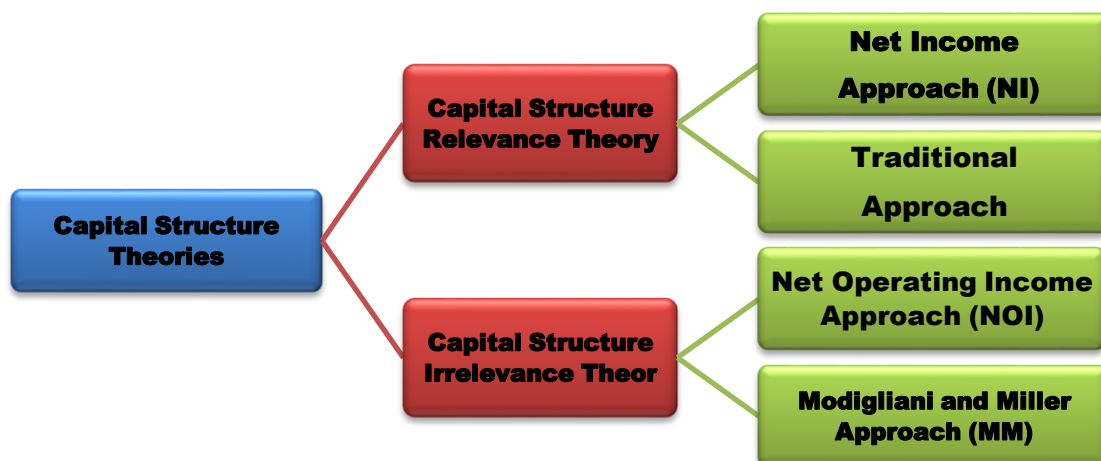 Capital Structure
Theories
Capital Structure
Relevance Theory
Net Income
Approach (NI)
Traditional
Approach
Capital Structure
Irrelevance Theor
Net Operating Income
Approach (NOI)
Modigliani and Miller
Approach (MM)